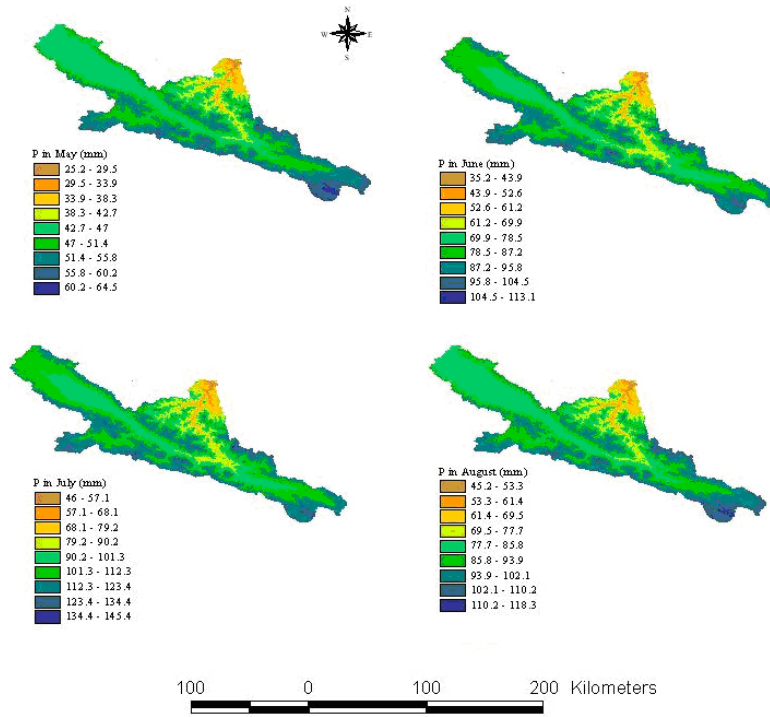 N
W E
S
P in May (mm)
25.2 - 29.5
29.5 - 33.9
33.9 - 38.3
38.3 - 42.7
42.7 - 47
47 - 51.4
51.4 - 55.8
55.8 - 60.2
60.2 - 64.5
P in June (mm)
35.2 - 43.9
43.9 - 52.6
52.6 - 61.2
61.2 - 69.9
69.9 - 78.5
78.5 - 87.2
87.2 - 95.8
95.8 - 104.5
104.5 - 113.1
P in July (mm)
46 - 57.1
57.1 - 68.1
68.1 - 79.2
79.2 - 90.2
90.2 - 101.3
101.3 - 112.3
112.3 - 123.4
123.4 - 134.4
134.4 - 145.4
P in August (mm)
45.2 - 53.3
53.3 - 61.4
61.4 - 69.5
69.5 - 77.7
77.7 - 85.8
85.8 - 93.9
93.9 - 102.1
102.1 - 110.2
110.2 - 118.3
100 0 100 200 Kilometers